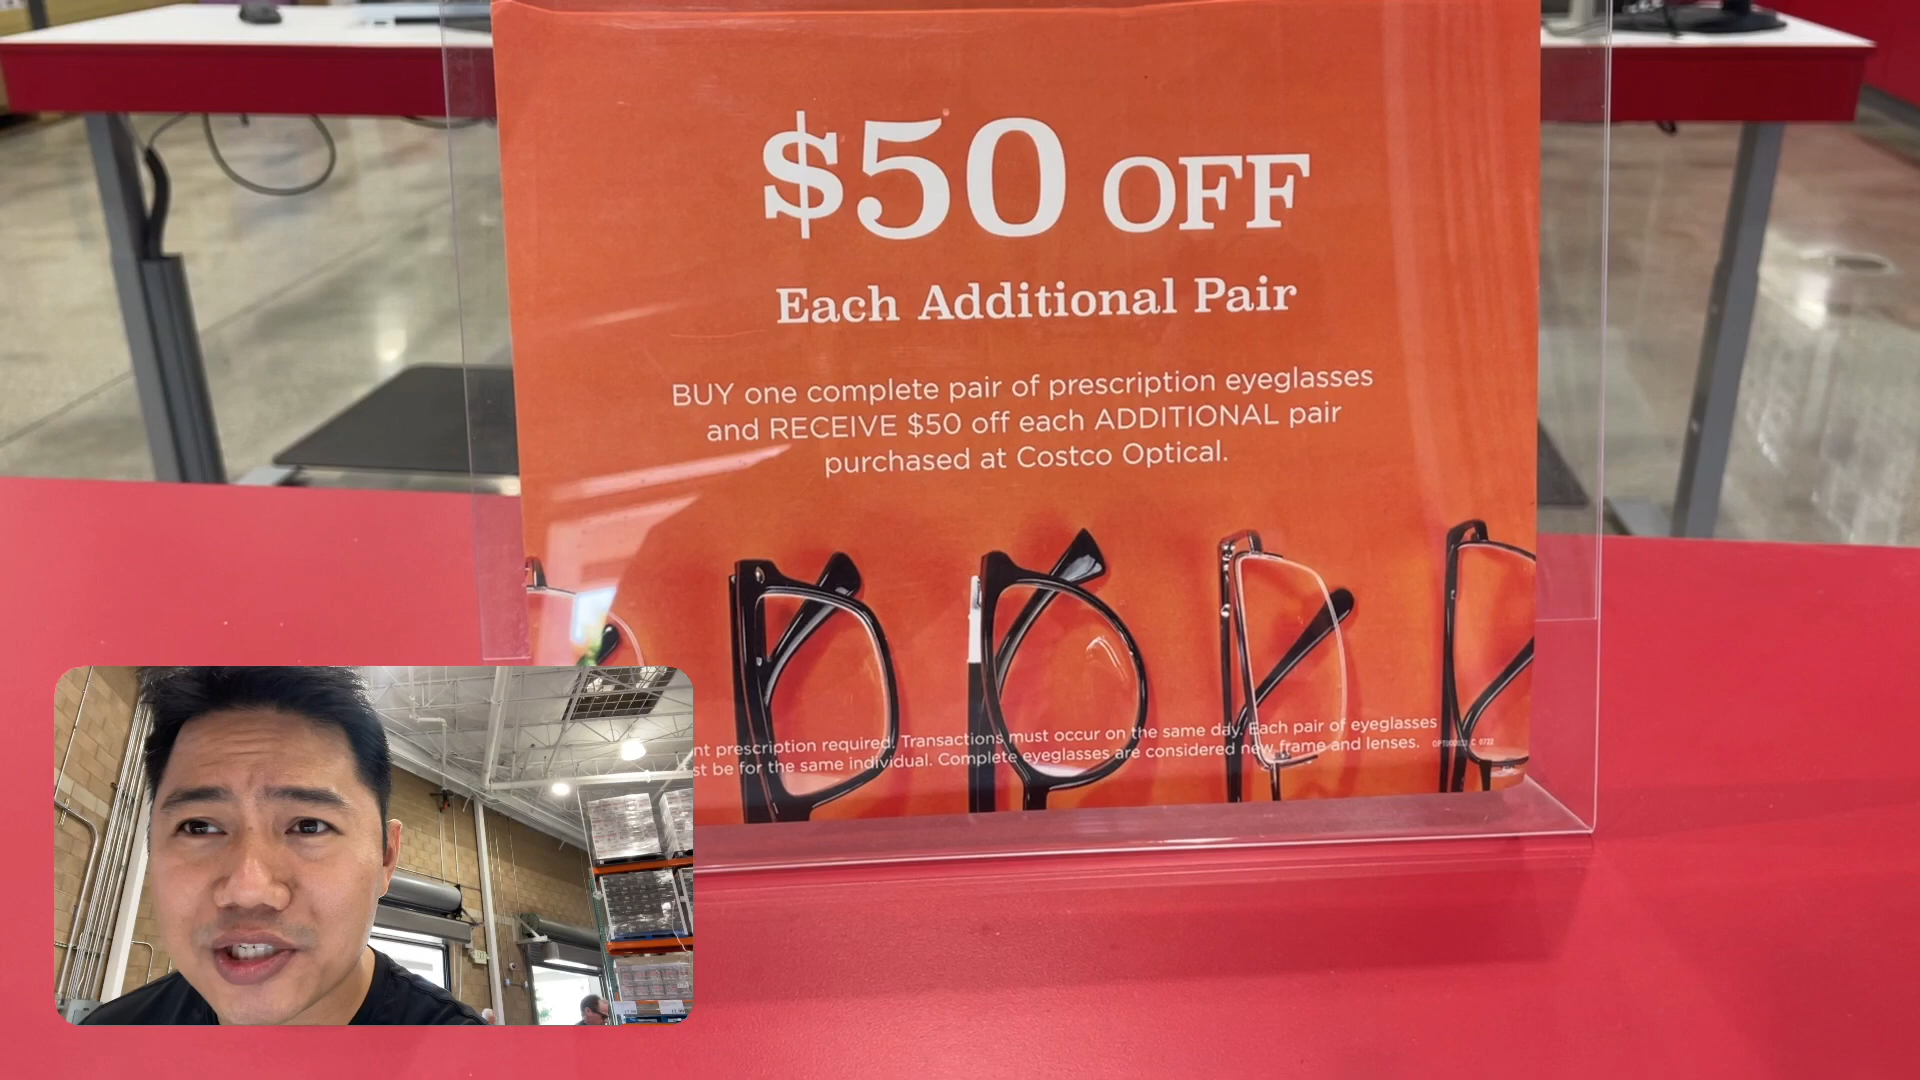 $50 OFF
Each Additional Pair
BUY one complete pair of prescription eyeglasses
and RECEIVE $50 off each ADDITIONAL pair
purchased at Costco Optical.
prescription required. Transactions must occur on the same day. Each pair of eyeglasses
be for the same individual. Complete eyeglasses are considered new frame and lenses.